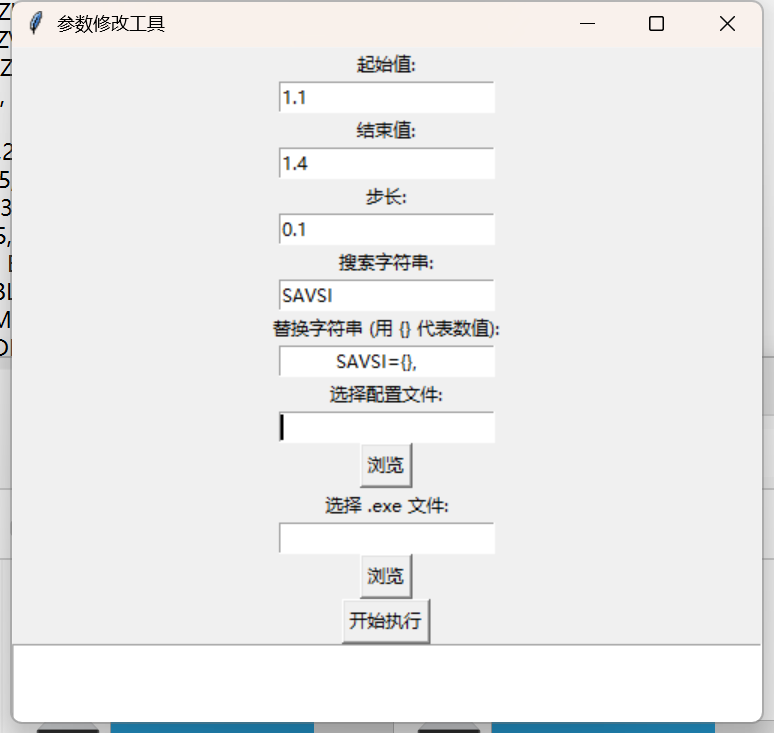 参数修改工具
起始值:
1.1
结束值:
1.4
步长:
0.1
搜索字符串:
SAVSI
替换字符串 (用 {} 代表数值):
SAVSI={},
选择配置文件:
浏览
选择 .exe 文件:
浏览
开始执行